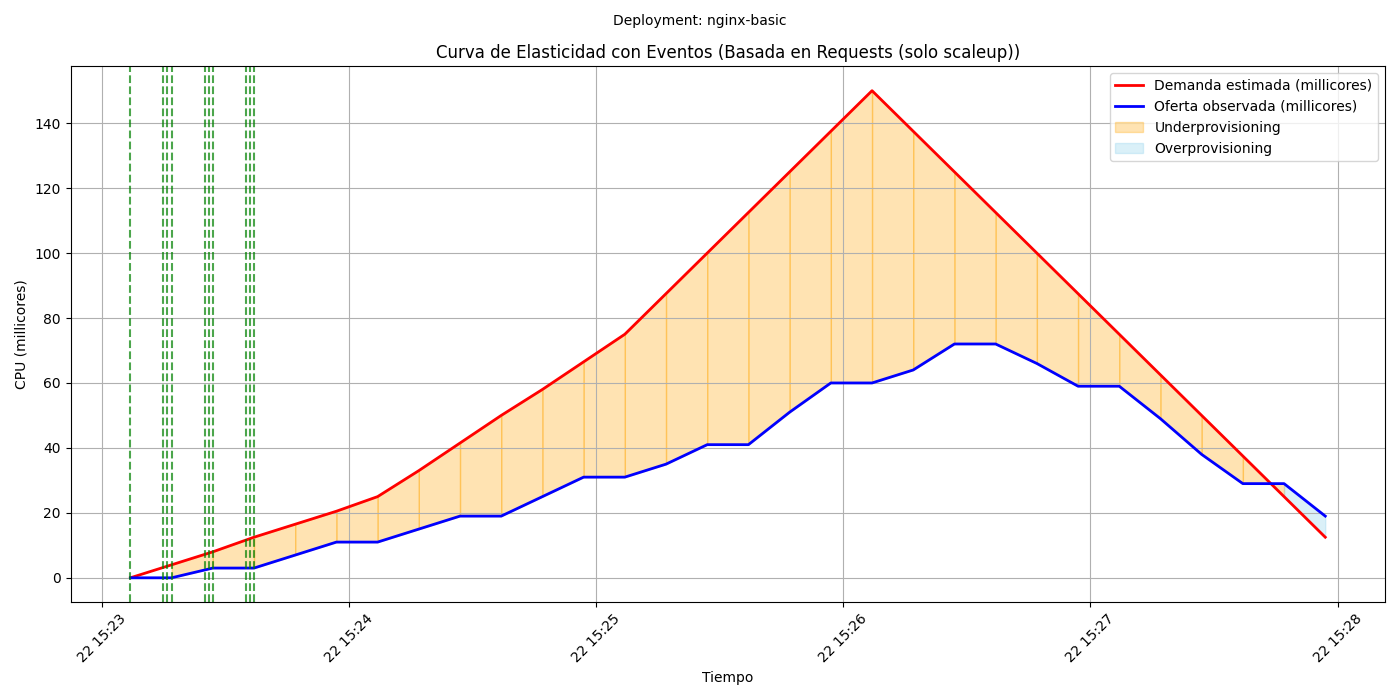 Deployment: nginx-basic
Curva de Elasticidad con Eventos (Basada en Requests (solo scaleup))
Demanda estimada (millicores)
Oferta observada (millicores)
Underprovisioning
Overprovisioning
CPU (millicores)
140
120
100
80
60
40
20
0
22 15:23
22 15:24
22 15:25
22 15:26
22 15:27
22 15:28
Tiempo